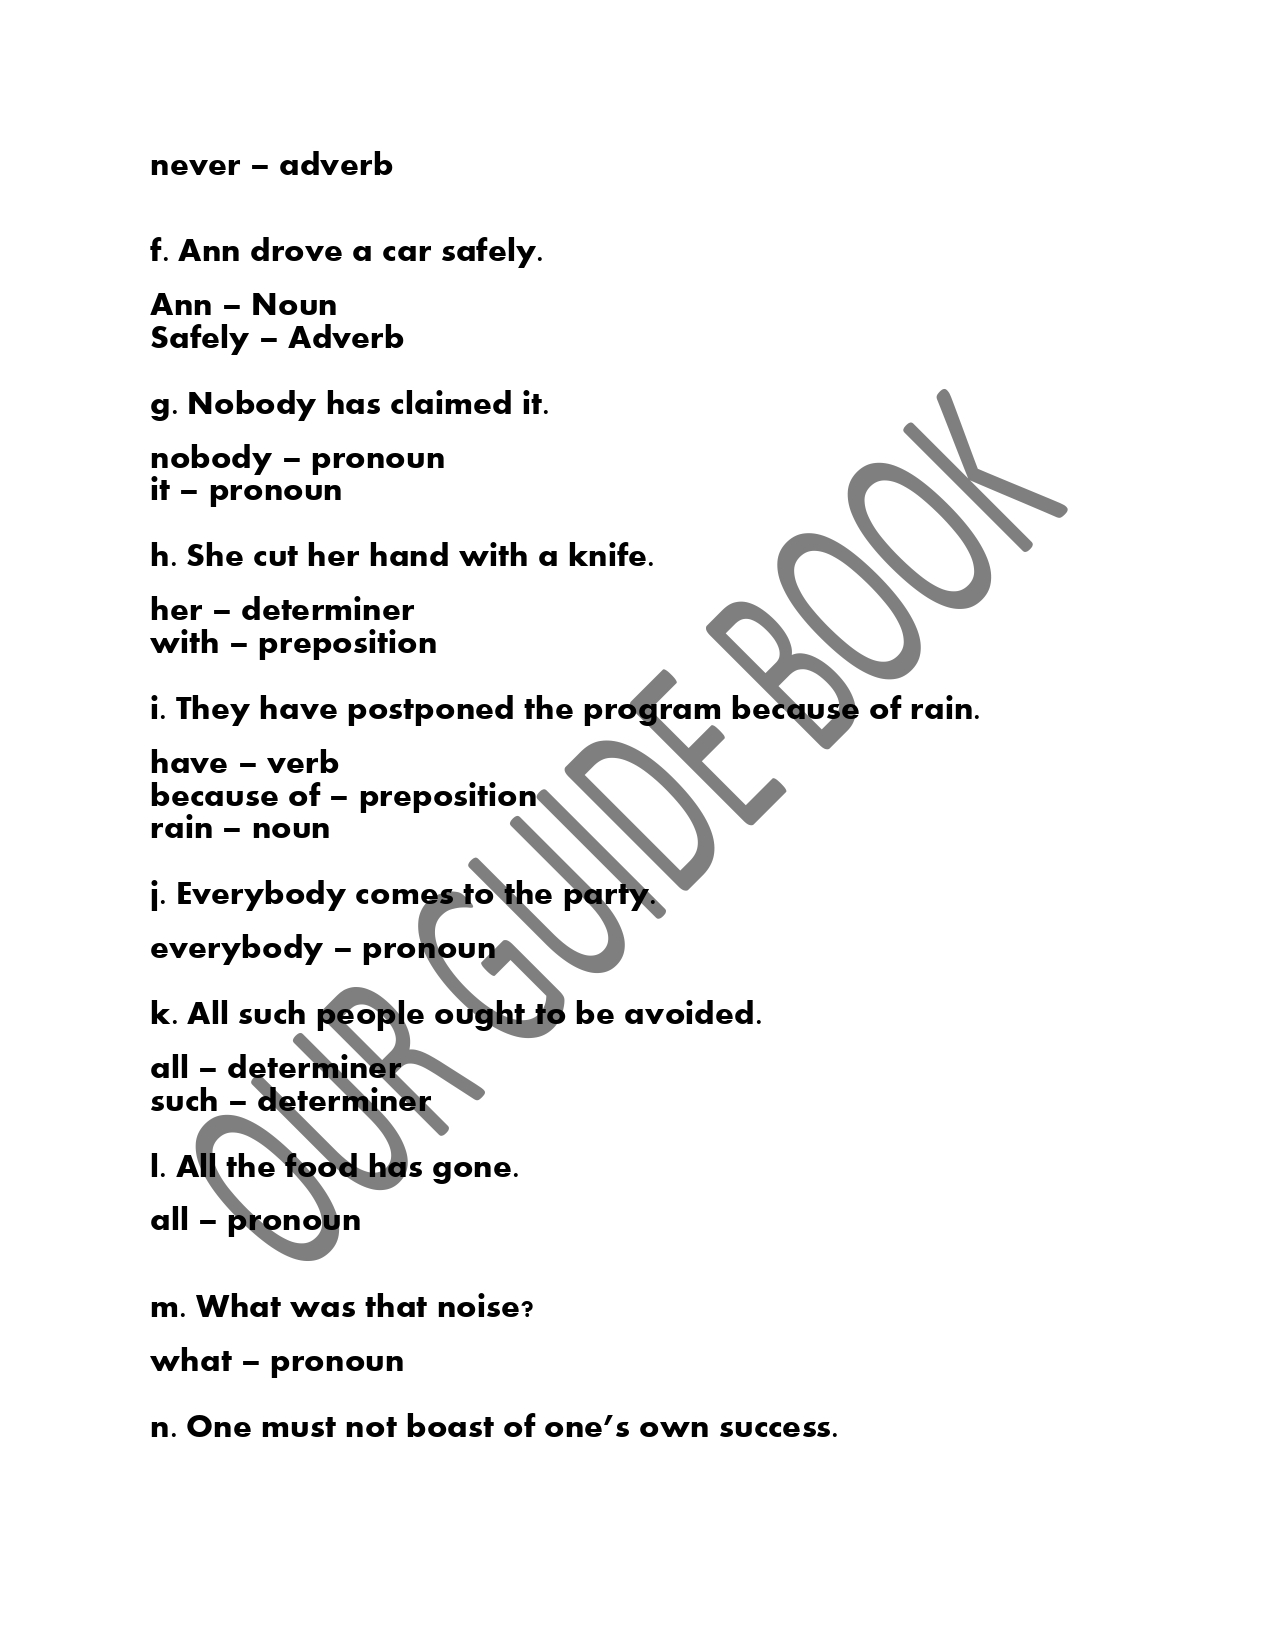 never – adverb
f. Ann drove a car safely.
Ann – Noun
Safely – Adverb
g. Nobody has claimed it.
nobody – pronoun
it – pronoun
h. She cut her hand with a knife.
her – determiner
with – preposition
i. They have postponed the program because of rain.
have – verb
because of – preposition
rain – noun
j. Everybody comes to the party.
everybody – pronoun
k. All such people ought to be avoided.
all – determiner
such – determiner
l. All the food has gone.
all – pronoun
m. What was that noise?
what – pronoun
n. One must not boast of one’s own success.
OUR GUIDE BOOK